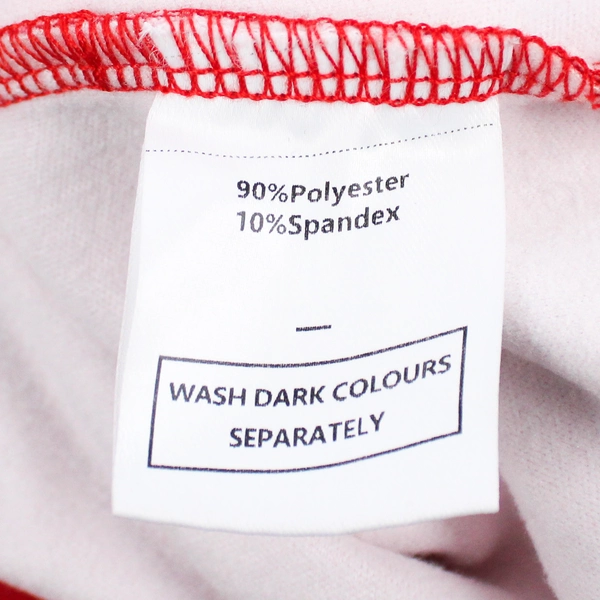 90%Polyester
10%Spandex
—
WASH DARK COLOURS
SEPARATELY